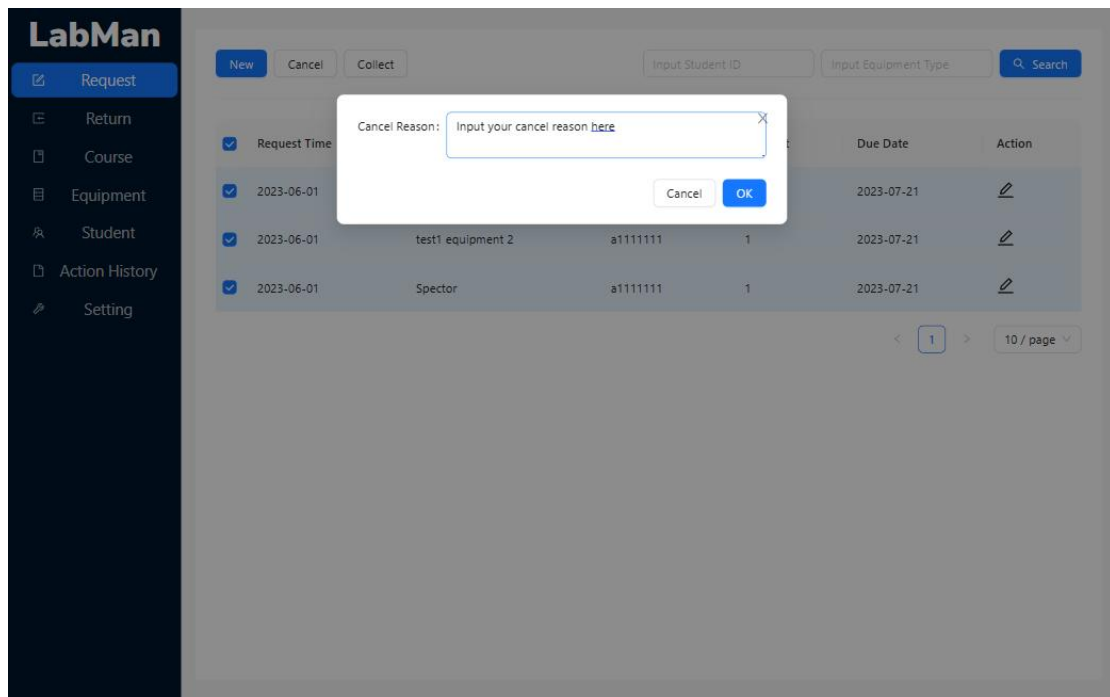 LabMan
Request
Return
Course
Equipment
Student
Action History
Setting
New Cancel Collect Input Student ID Input Equipment Type Search
Cancel Reason: Input your cancel reason here X
Cancel OK
Request Time Due Date Action
2023-06-01 2023-07-21
2023-06-01 test1 equipment 2 a1111111 1 2023-07-21
2023-06-01 Spector a1111111 1 2023-07-21
< 1 > 10 / page